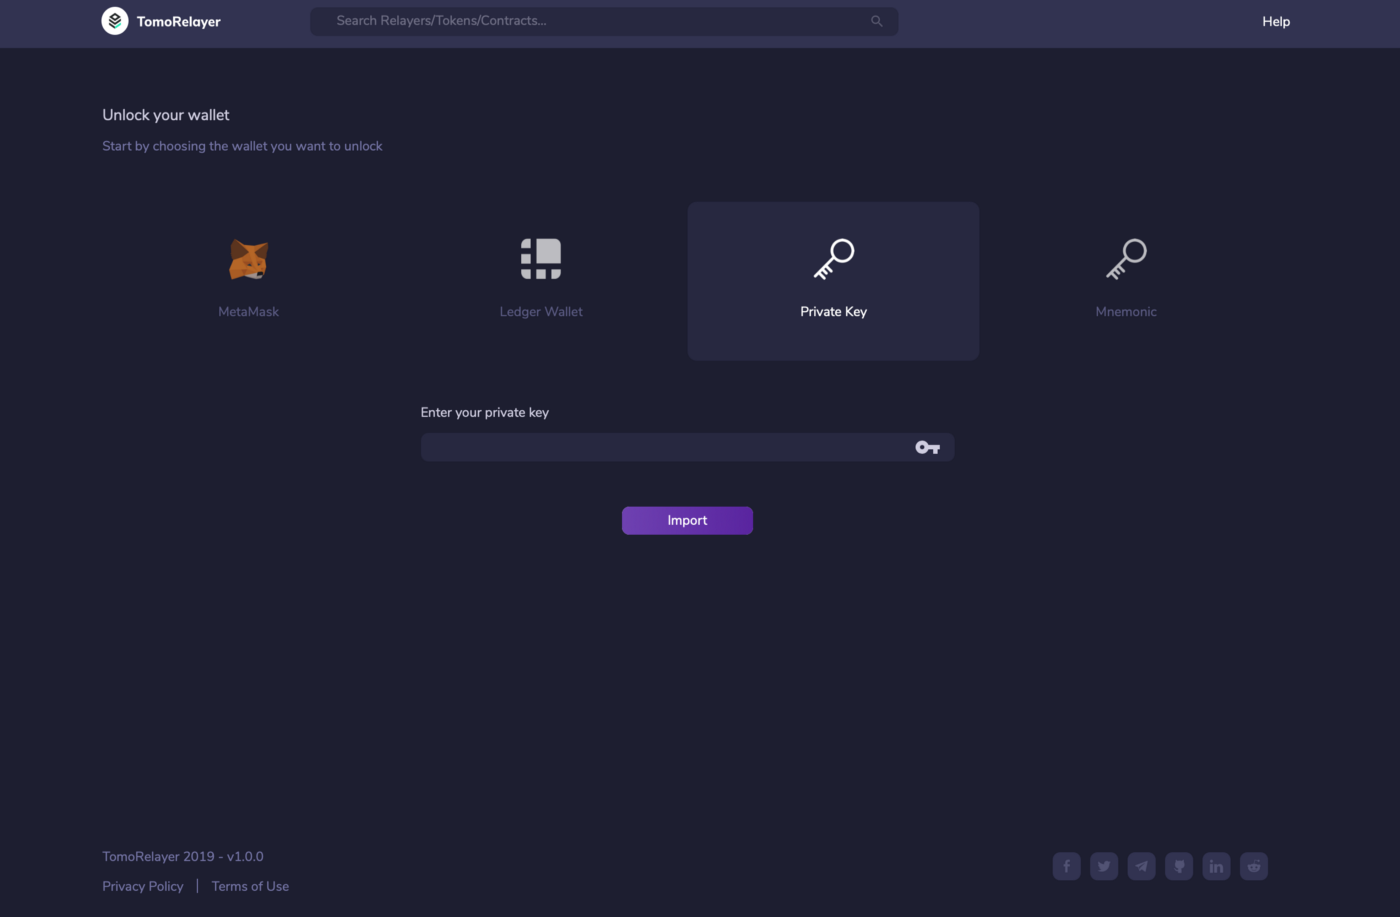 TomoRelayer
Search Relayers/Tokens/Contracts...
Help
Unlock your wallet
Start by choosing the wallet you want to unlock
MetaMask
Ledger Wallet
Private Key
Mnemonic
Enter your private key
Import
TomoRelayer 2019 - v1.0.0
Privacy Policy | Terms of Use